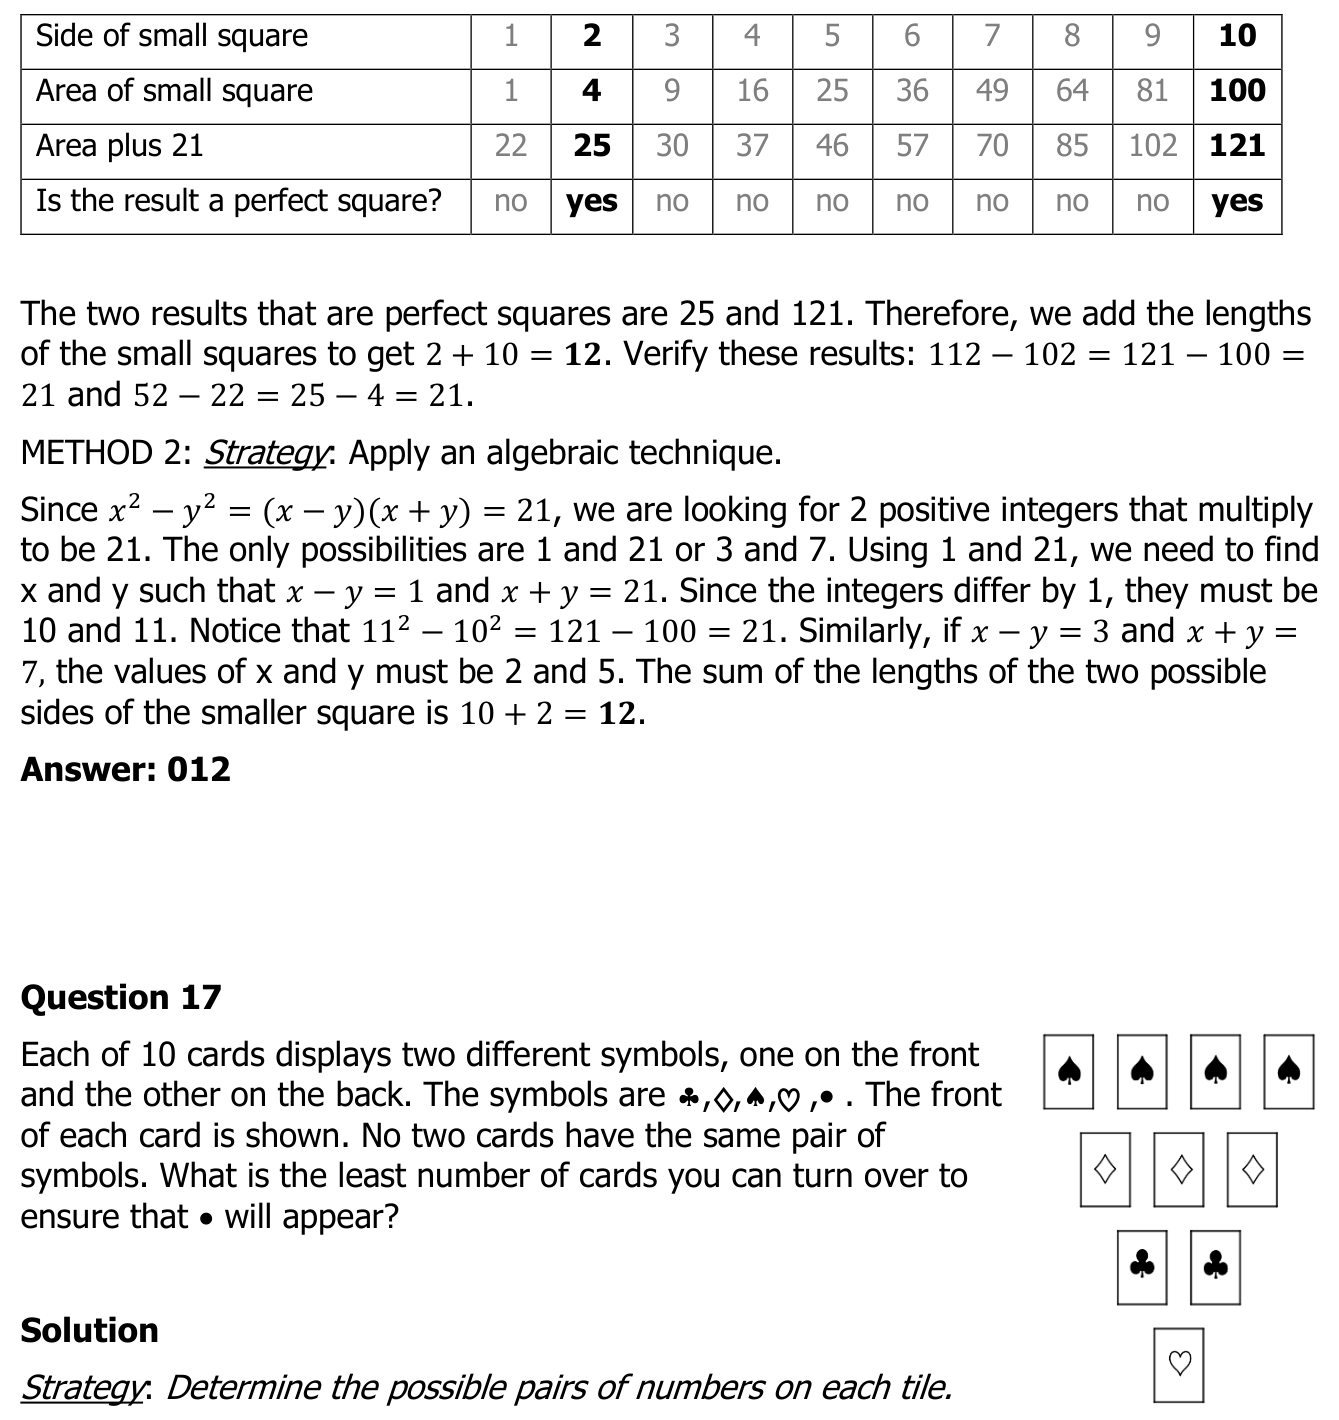 Side of small square 1 2 3 4 5 6 7 8 9 10
Area of small square 1 4 9 16 25 36 49 64 81 100
Area plus 21 22 25 30 37 46 57 70 85 102 121
Is the result a perfect square? no yes no no no no no no no yes
The two results that are perfect squares are 25 and 121. Therefore, we add the lengths
of the small squares to get 2 + 10 = 12. Verify these results: 112 − 102 = 121 − 100 =
21 and 52 − 22 = 25 − 4 = 21.
METHOD 2: Strategy: Apply an algebraic technique.
Since x² − y² = (x − y)(x + y) = 21, we are looking for 2 positive integers that multiply
to be 21. The only possibilities are 1 and 21 or 3 and 7. Using 1 and 21, we need to find
x and y such that x − y = 1 and x + y = 21. Since the integers differ by 1, they must be
10 and 11. Notice that 11² − 10² = 121 − 100 = 21. Similarly, if x − y = 3 and x + y =
7, the values of x and y must be 2 and 5. The sum of the lengths of the two possible
sides of the smaller square is 10 + 2 = 12.
Answer: 012
Question 17
Each of 10 cards displays two different symbols, one on the front
and the other on the back. The symbols are ♣,♢,♠,♡,• . The front
of each card is shown. No two cards have the same pair of
symbols. What is the least number of cards you can turn over to
ensure that • will appear?
♠ ♠ ♠ ♠
♢ ♢ ♢
♣ ♣
♡
Solution
Strategy: Determine the possible pairs of numbers on each tile.